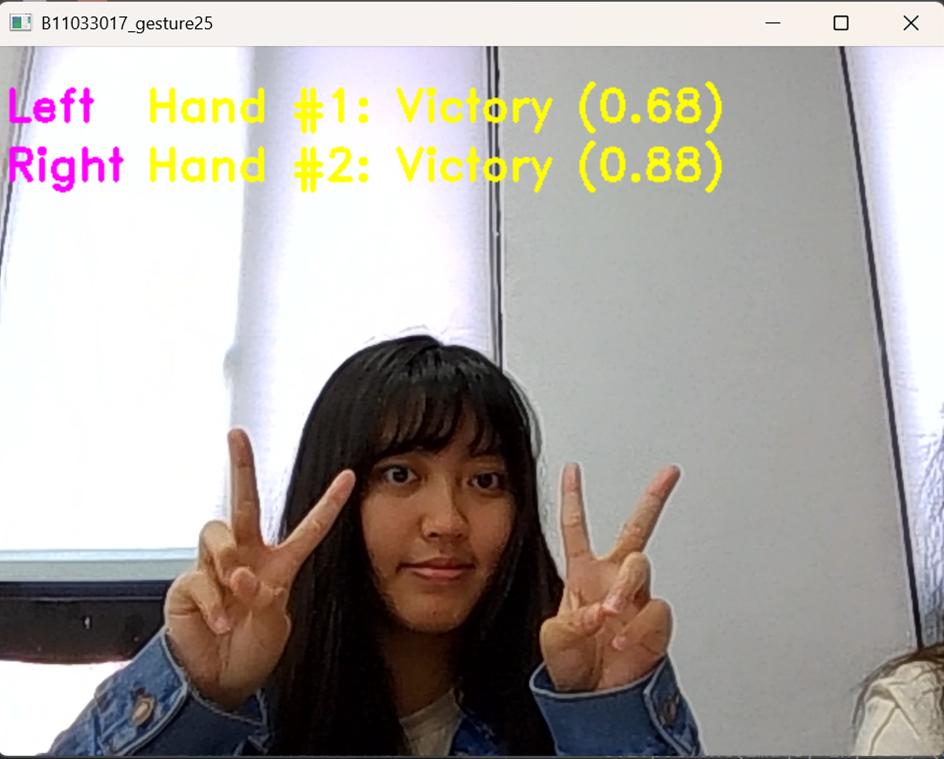 B11033017_gesture25
Left Hand #1: Victory (0.68)
Right Hand #2: Victory (0.88)